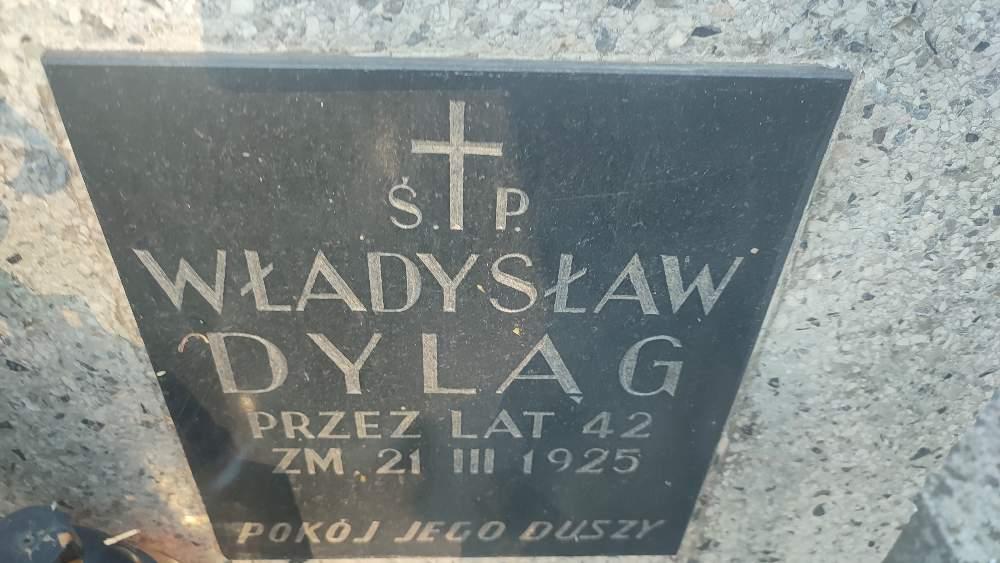 Ś. P.
WŁADYSŁAW
DYLĄG
PRZEŻ LAT 42
ZM. 21 III 1925
POKÓJ JEGO DUSZY